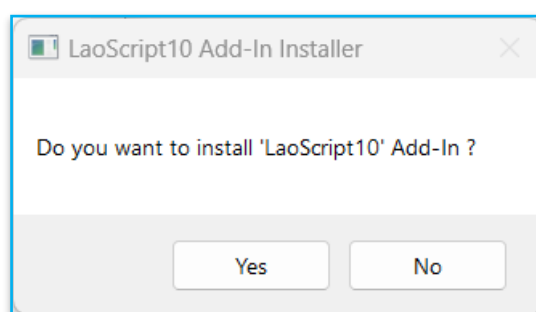 LaoScript10 Add-In Installer
Do you want to install 'LaoScript10' Add-In ?
Yes
No